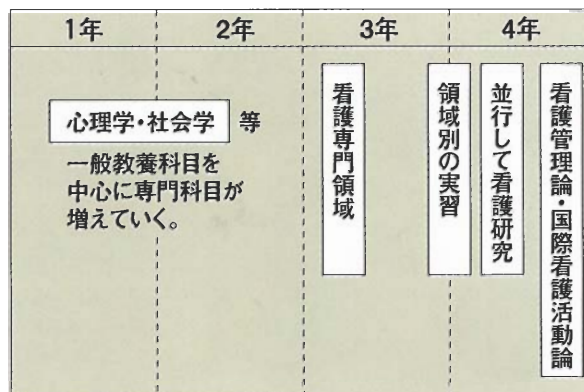 1年
2年
3年
4年
心理学・社会学 等
一般教養科目を
中心に専門科目が
増えていく。
看護専門領域
領域別の実習
並行して看護研究
看護管理論・国際看護活動論